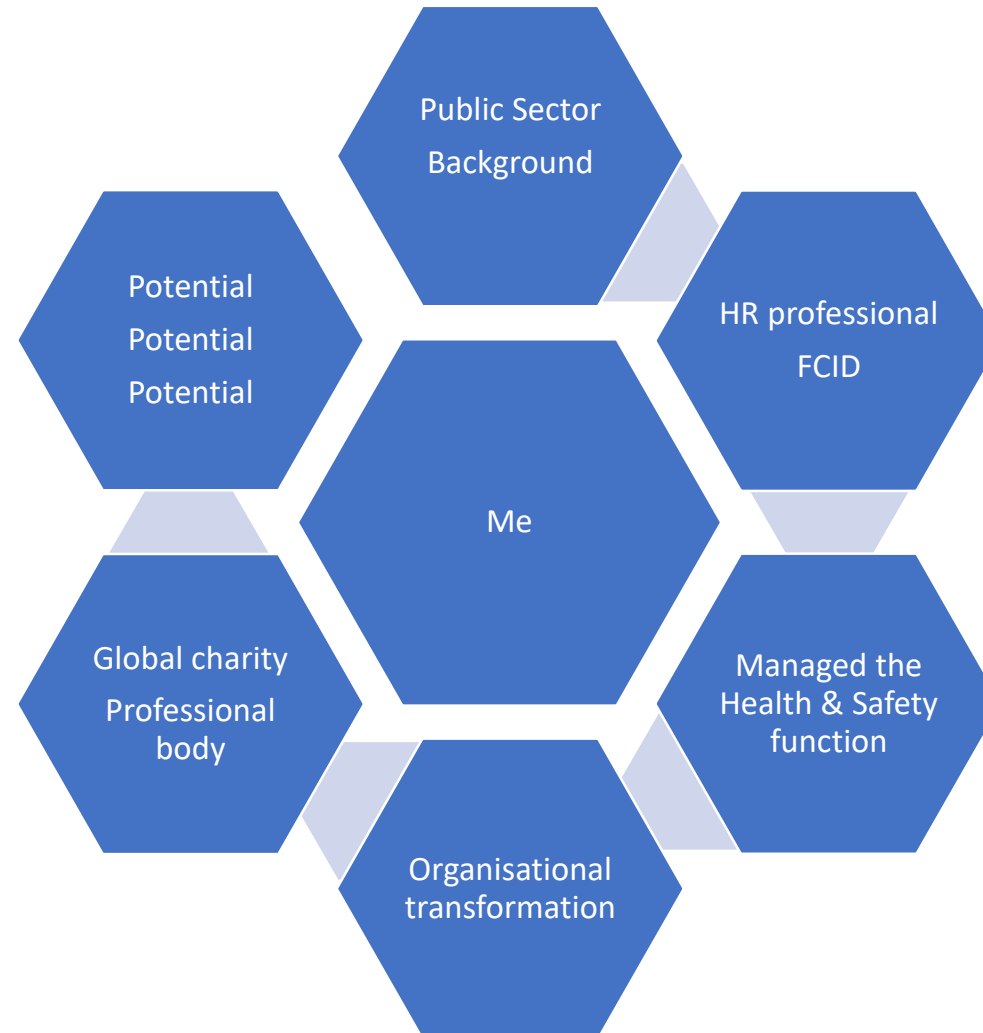 Public Sector
Background
HR professional
FCID
Managed the
Health & Safety
function
Organisational
transformation
Global charity
Professional
body
Potential
Potential
Potential
Me